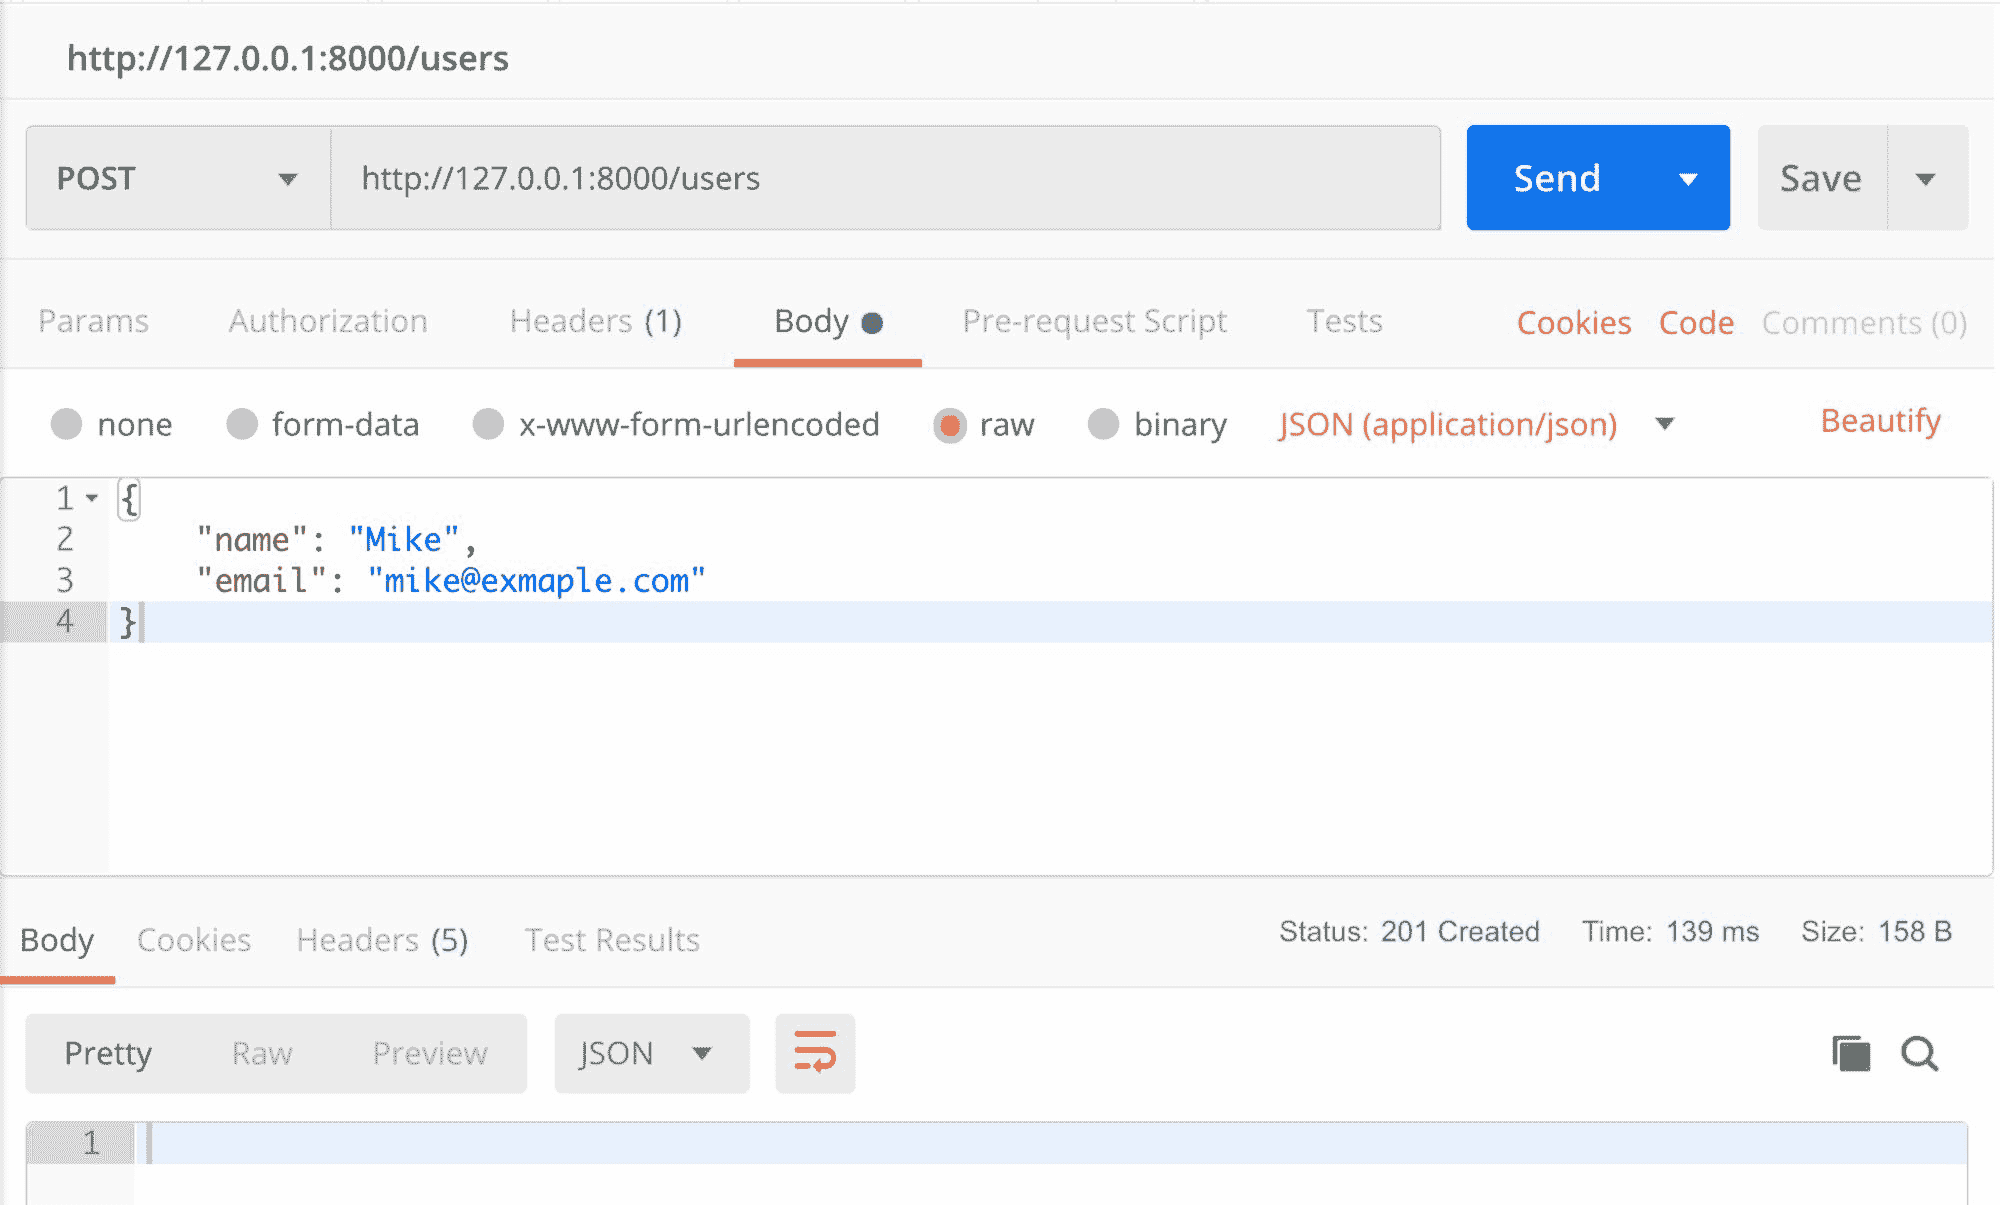 http://127.0.0.1:8000/users
POST http://127.0.0.1:8000/users Send Save
Params Authorization Headers (1) Body Pre-request Script Tests Cookies Code Comments (0)
none form-data x-www-form-urlencoded raw binary JSON (application/json) Beautify
1 {
2 "name": "Mike",
3 "email": "mike@exmaple.com"
4 }
Body Cookies Headers (5) Test Results Status: 201 Created Time: 139 ms Size: 158 B
Pretty Raw Preview JSON
1